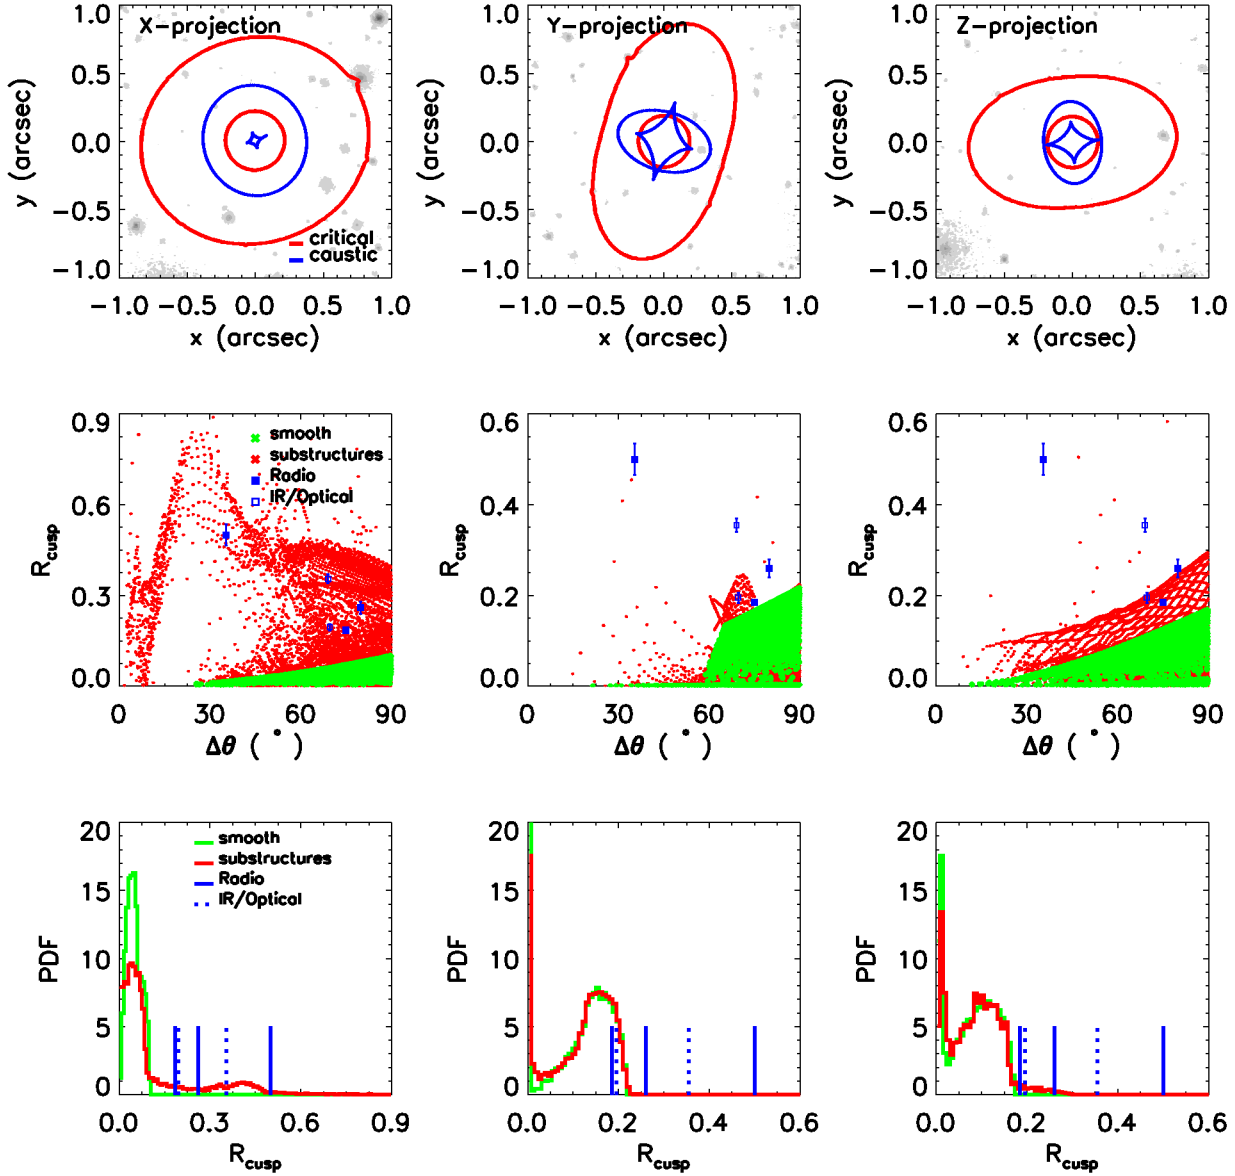 X-projection
1.0
0.5
0.0
-0.5
-1.0
y (arcsec)
critical
caustic
-1.0 -0.5 0.0 0.5 1.0
x (arcsec)
Y-projection
1.0
0.5
0.0
-0.5
-1.0
y (arcsec)
-1.0 -0.5 0.0 0.5 1.0
x (arcsec)
Z-projection
1.0
0.5
0.0
-0.5
-1.0
y (arcsec)
-1.0 -0.5 0.0 0.5 1.0
x (arcsec)
0.9
0.6
0.3
0.0
Rcusp
smooth
substructures
Radio
IR/Optical
0 30 60 90
Δθ ( ° )
0.6
0.4
0.2
0.0
Rcusp
0 30 60 90
Δθ ( ° )
0.6
0.4
0.2
0.0
Rcusp
0 30 60 90
Δθ ( ° )
20
15
10
5
0
PDF
smooth
substructures
Radio
IR/Optical
0.0 0.3 0.6 0.9
Rcusp
20
15
10
5
0
PDF
0.0 0.2 0.4 0.6
Rcusp
20
15
10
5
0
PDF
0.0 0.2 0.4 0.6
Rcusp